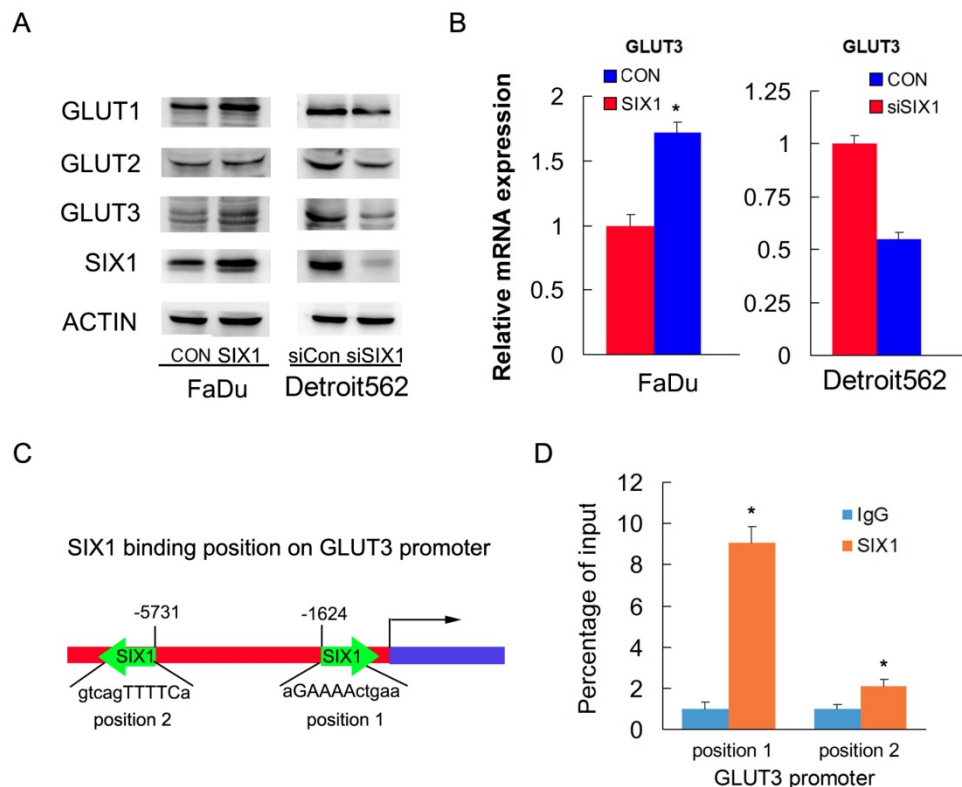 A
GLUT1
GLUT2
GLUT3
SIX1
ACTIN
CON SIX1
siCon siSIX1
FaDu
Detroit562
B
GLUT3
CON
SIX1
*
Relative mRNA expression
2
1.5
1
0.5
0
FaDu
GLUT3
CON
siSIX1
1.25
1
0.75
0.5
0.25
0
Detroit562
C
SIX1 binding position on GLUT3 promoter
-5731
-1624
SIX1
SIX1
gtcagTTTTCa
aGAAAActgaa
position 2
position 1
D
Percentage of input
12
10
8
6
4
2
0
*
*
IgG
SIX1
position 1
position 2
GLUT3 promoter